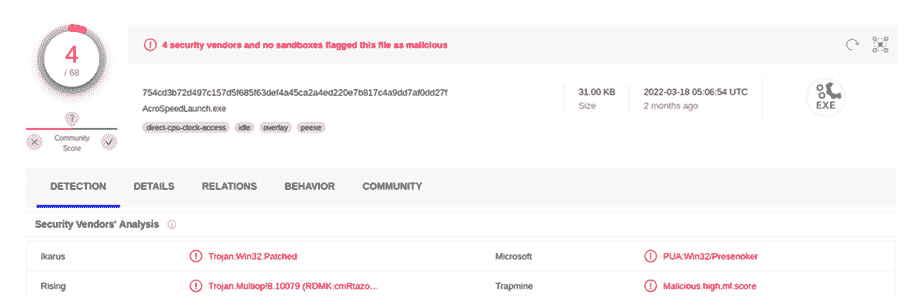 4
/ 68
?
Community
Score
4 security vendors and no sandboxes flagged this file as malicious
754cd3b72d497c157d5f685f63def4a45ca2a4ed220e7b817c4a9dd7af0dd27f
AcroSpeedLaunch.exe
direct-cpu-clock-access idle overlay peexe
31.00 KB
Size
2022-03-18 05:06:54 UTC
2 months ago
EXE
DETECTION DETAILS RELATIONS BEHAVIOR COMMUNITY
Security Vendors' Analysis
Ikarus Trojan.Win32.Patched Microsoft PUA:Win32/Presenoker
Rising Trojan.Multiop!8.10079 (RDMK:cmRtazo... Trapmine Malicious.high.ml.score